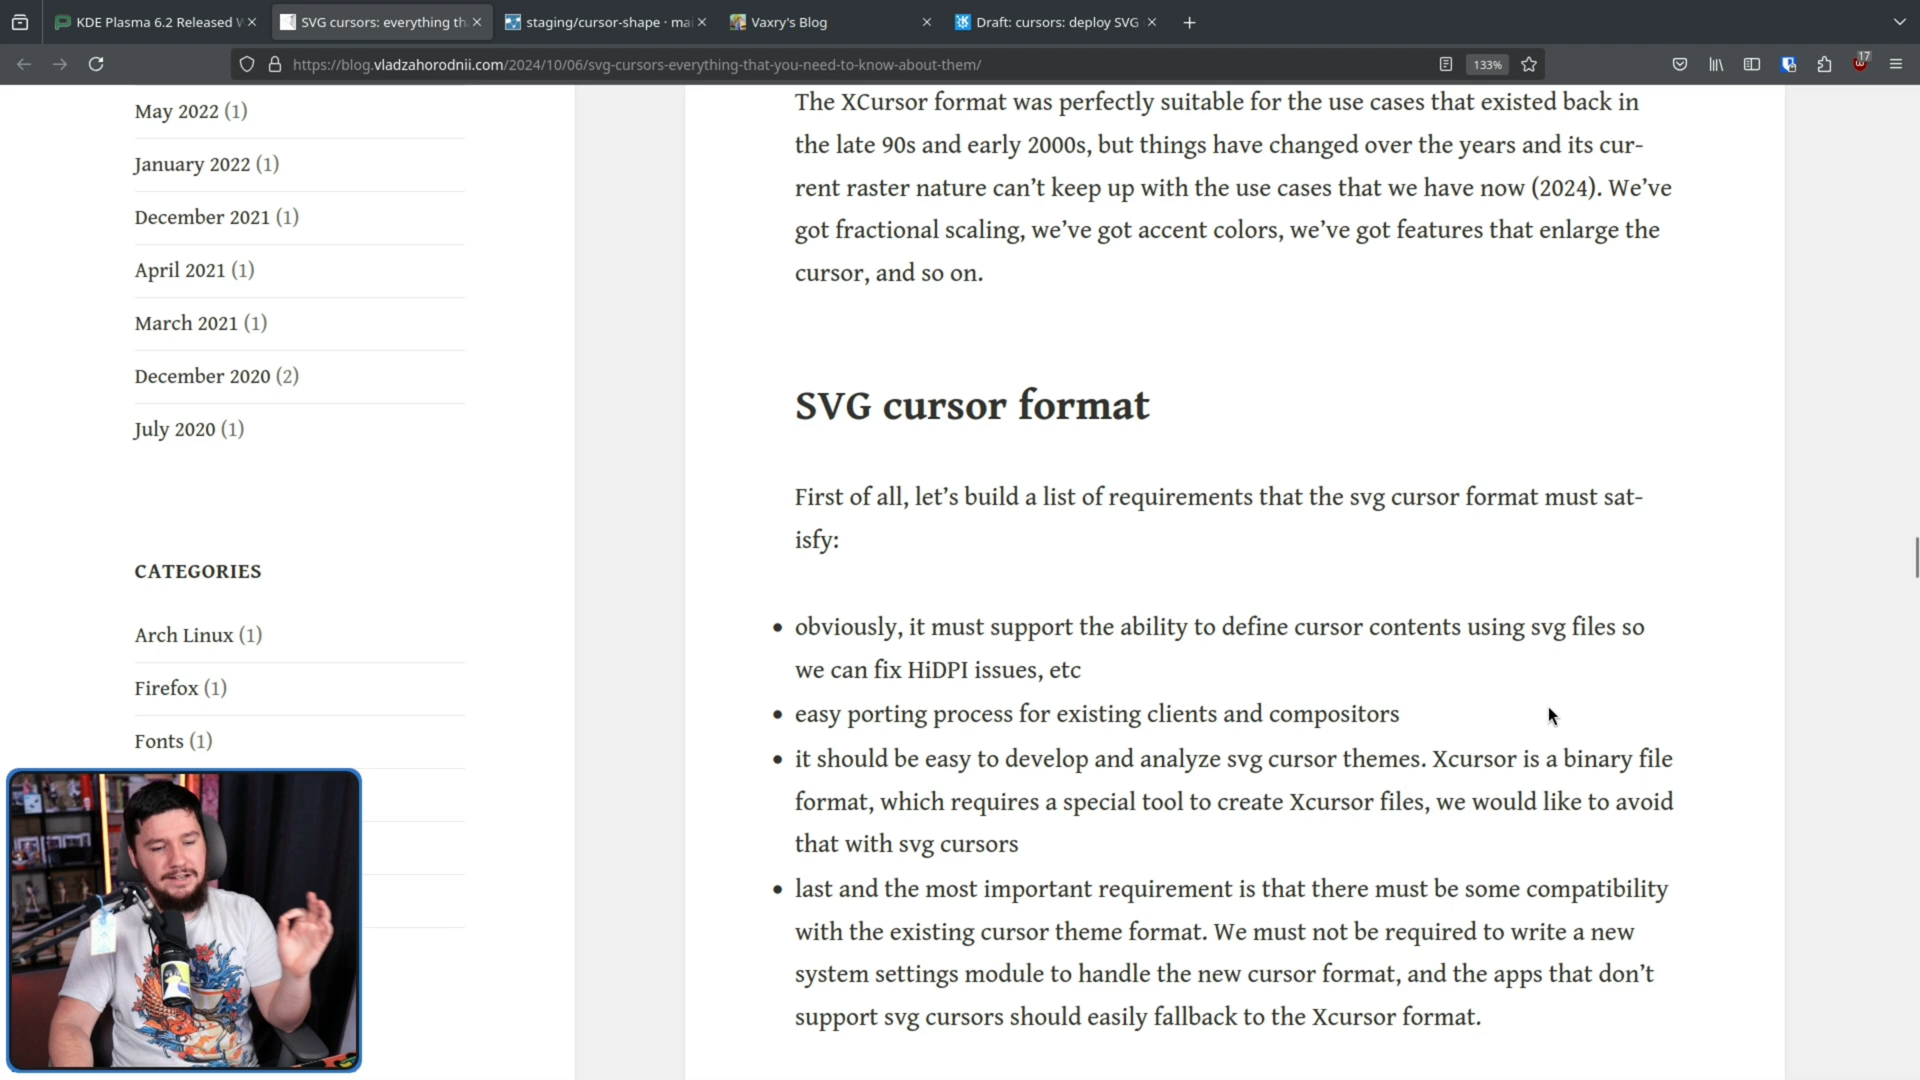 KDE Plasma 6.2 Released
SVG cursors: everything th
staging/cursor-shape · mai
Vaxry's Blog
Draft: cursors: deploy SVG
https://blog.vladzahorodnii.com/2024/10/06/svg-cursors-everything-that-you-need-to-know-about-them/
133%
17
May 2022 (1)
January 2022 (1)
December 2021 (1)
April 2021 (1)
March 2021 (1)
December 2020 (2)
July 2020 (1)
CATEGORIES
Arch Linux (1)
Firefox (1)
Fonts (1)
The XCursor format was perfectly suitable for the use cases that existed back in
the late 90s and early 2000s, but things have changed over the years and its cur-
rent raster nature can’t keep up with the use cases that we have now (2024). We’ve
got fractional scaling, we’ve got accent colors, we’ve got features that enlarge the
cursor, and so on.
SVG cursor format
First of all, let’s build a list of requirements that the svg cursor format must sat-
isfy:
• obviously, it must support the ability to define cursor contents using svg files so
we can fix HiDPI issues, etc
• easy porting process for existing clients and compositors
• it should be easy to develop and analyze svg cursor themes. Xcursor is a binary file
format, which requires a special tool to create Xcursor files, we would like to avoid
that with svg cursors
• last and the most important requirement is that there must be some compatibility
with the existing cursor theme format. We must not be required to write a new
system settings module to handle the new cursor format, and the apps that don’t
support svg cursors should easily fallback to the Xcursor format.